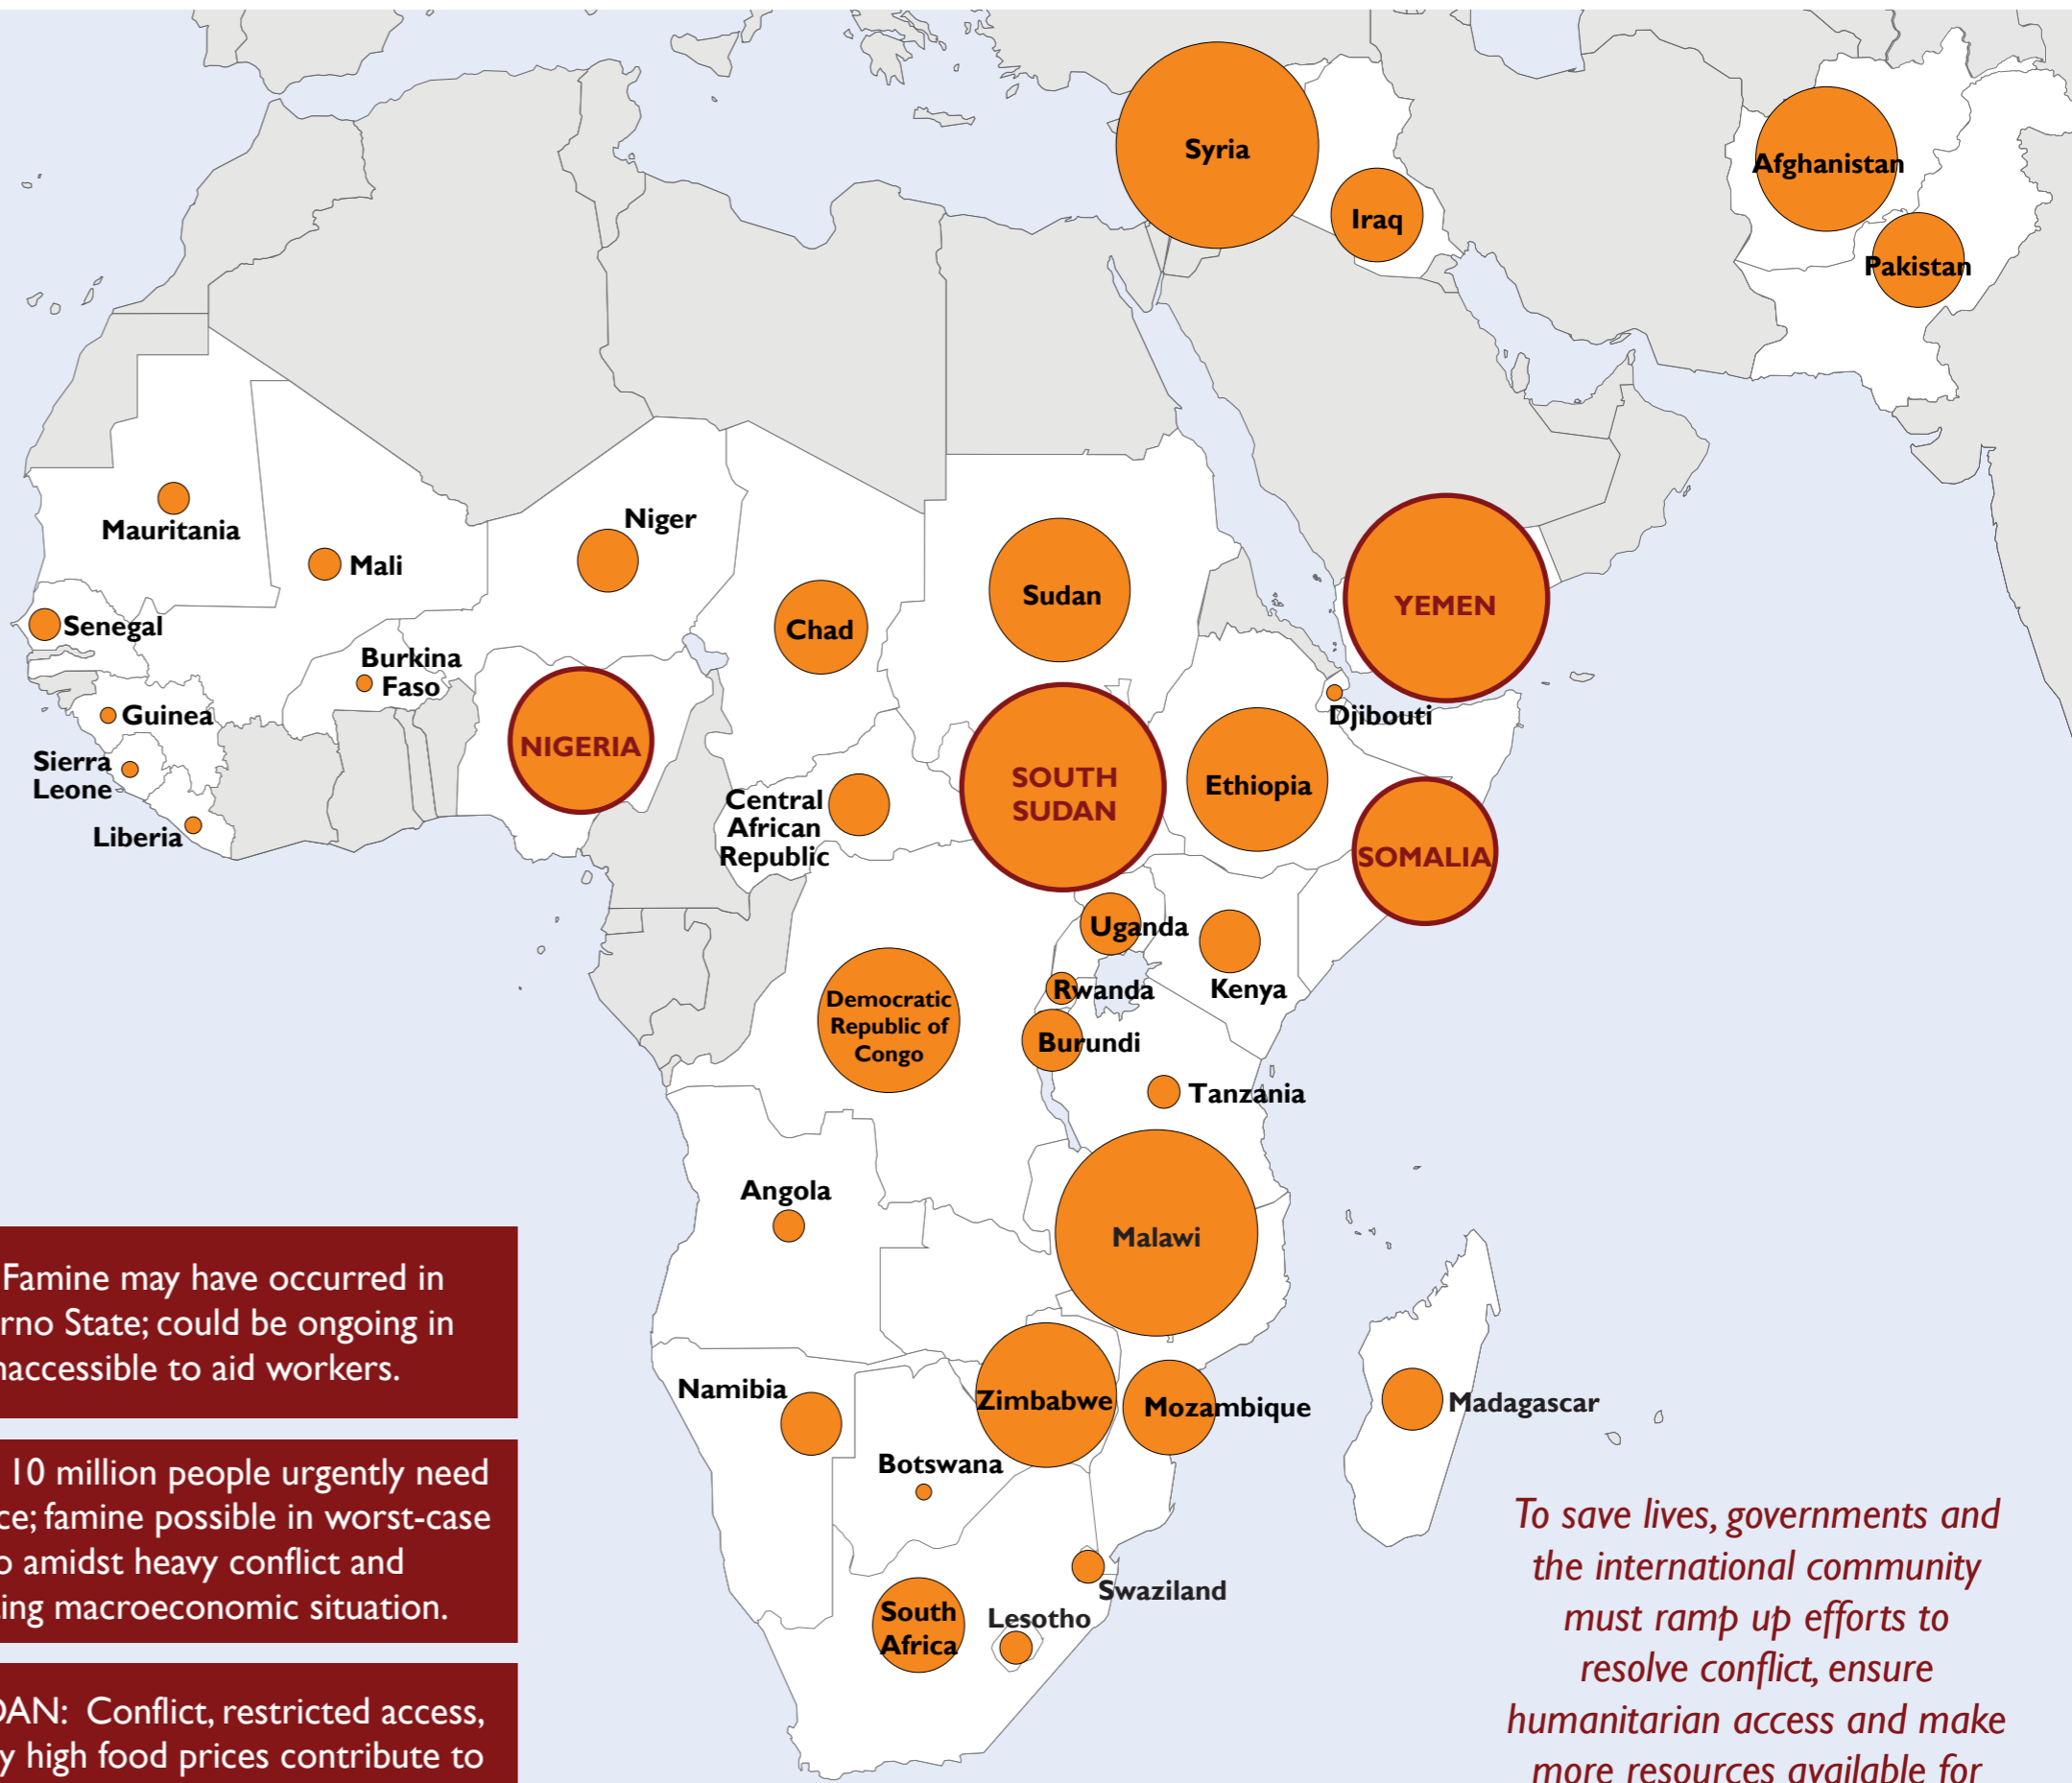 Syria
Afghanistan
Iraq
Pakistan
Mauritania
Niger
Mali
Sudan
YEMEN
Senegal
Chad
Burkina
Faso
Djibouti
Guinea
NIGERIA
SOUTH
SUDAN
Ethiopia
Sierra
Leone
Central
African
Republic
Liberia
SOMALIA
Uganda
Rwanda
Kenya
Democratic
Republic of
Congo
Burundi
Tanzania
Angola
Malawi
Namibia
Zimbabwe
Mozambique
Madagascar
Botswana
Swaziland
South
Africa
Lesotho
Famine may have occurred in
rno State; could be ongoing in
naccessible to aid workers.
10 million people urgently need
ce; famine possible in worst-case
o amidst heavy conflict and
ing macroeconomic situation.
DAN: Conflict, restricted access,
y high food prices contribute to
To save lives, governments and
the international community
must ramp up efforts to
resolve conflict, ensure
humanitarian access and make
more resources available for